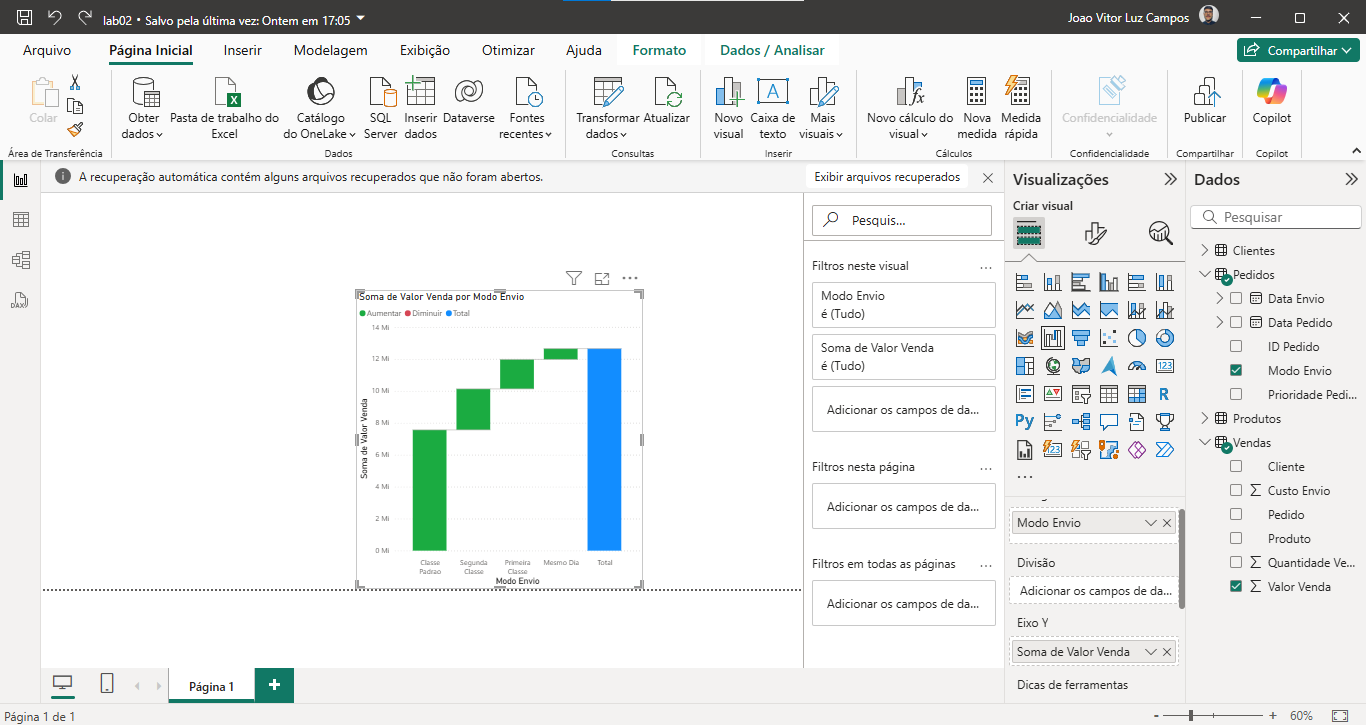 lab02 • Salvo pela última vez: Ontem em 17:05
Joao Vitor Luz Campos
Arquivo
Página Inicial
Inserir
Modelagem
Exibição
Otimizar
Ajuda
Formato
Dados / Analisar
Compartilhar
Colar
Área de Transferência
Obter
dados
Pasta de trabalho do
Excel
Catálogo
do OneLake
SQL
Server
Inserir
dados
Dataverse
Fontes
recentes
Dados
Transformar
dados
Atualizar
Consultas
Novo
visual
Caixa de
texto
Mais
visuais
Inserir
Novo cálculo do
visual
Nova
medida
Medida
rápida
Cálculos
Confidencialidade
Confidencialidade
Publicar
Compartilhar
Copilot
Copilot
A recuperação automática contém alguns arquivos recuperados que não foram abertos.
Exibir arquivos recuperados
Soma de Valor Venda por Modo Envio
Aumentar Diminuir Total
14 Mi
12 Mi
10 Mi
8 Mi
6 Mi
4 Mi
2 Mi
0 Mi
Soma de Valor Venda
Classe
Padrao
Segunda
Classe
Primeira
Classe
Mesmo Dia
Total
Modo Envio
Pesquis...
Filtros neste visual
...
Modo Envio
é (Tudo)
Soma de Valor Venda
é (Tudo)
Adicionar os campos de da...
Filtros nesta página
...
Adicionar os campos de da...
Filtros em todas as páginas
...
Adicionar os campos de da...
Visualizações
Criar visual
123
R
Py
123
...
Modo Envio
Divisão
Adicionar os campos de da...
Eixo Y
Soma de Valor Venda
Dicas de ferramentas
Dados
Pesquisar
Clientes
Pedidos
Data Envio
Data Pedido
ID Pedido
Modo Envio
Prioridade Pedi...
Produtos
Vendas
Cliente
Custo Envio
Pedido
Produto
Quantidade Ve...
Valor Venda
Página 1
+
Página 1 de 1
- + 60%